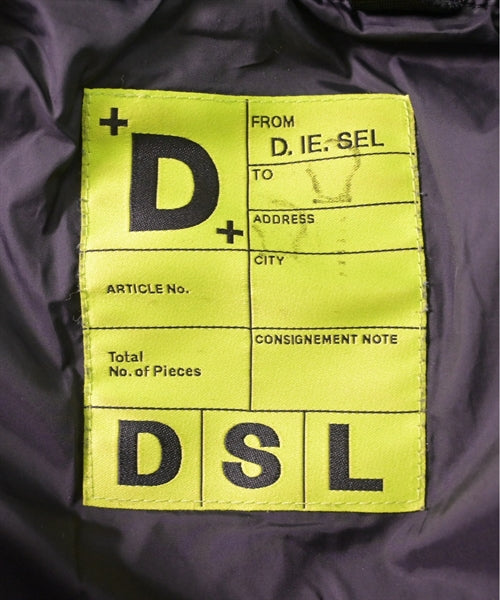 +D+
FROM
D. IE. SEL
TO
ADDRESS
CITY
ARTICLE No.
CONSIGNEMENT NOTE
Total
No. of Pieces
D S L